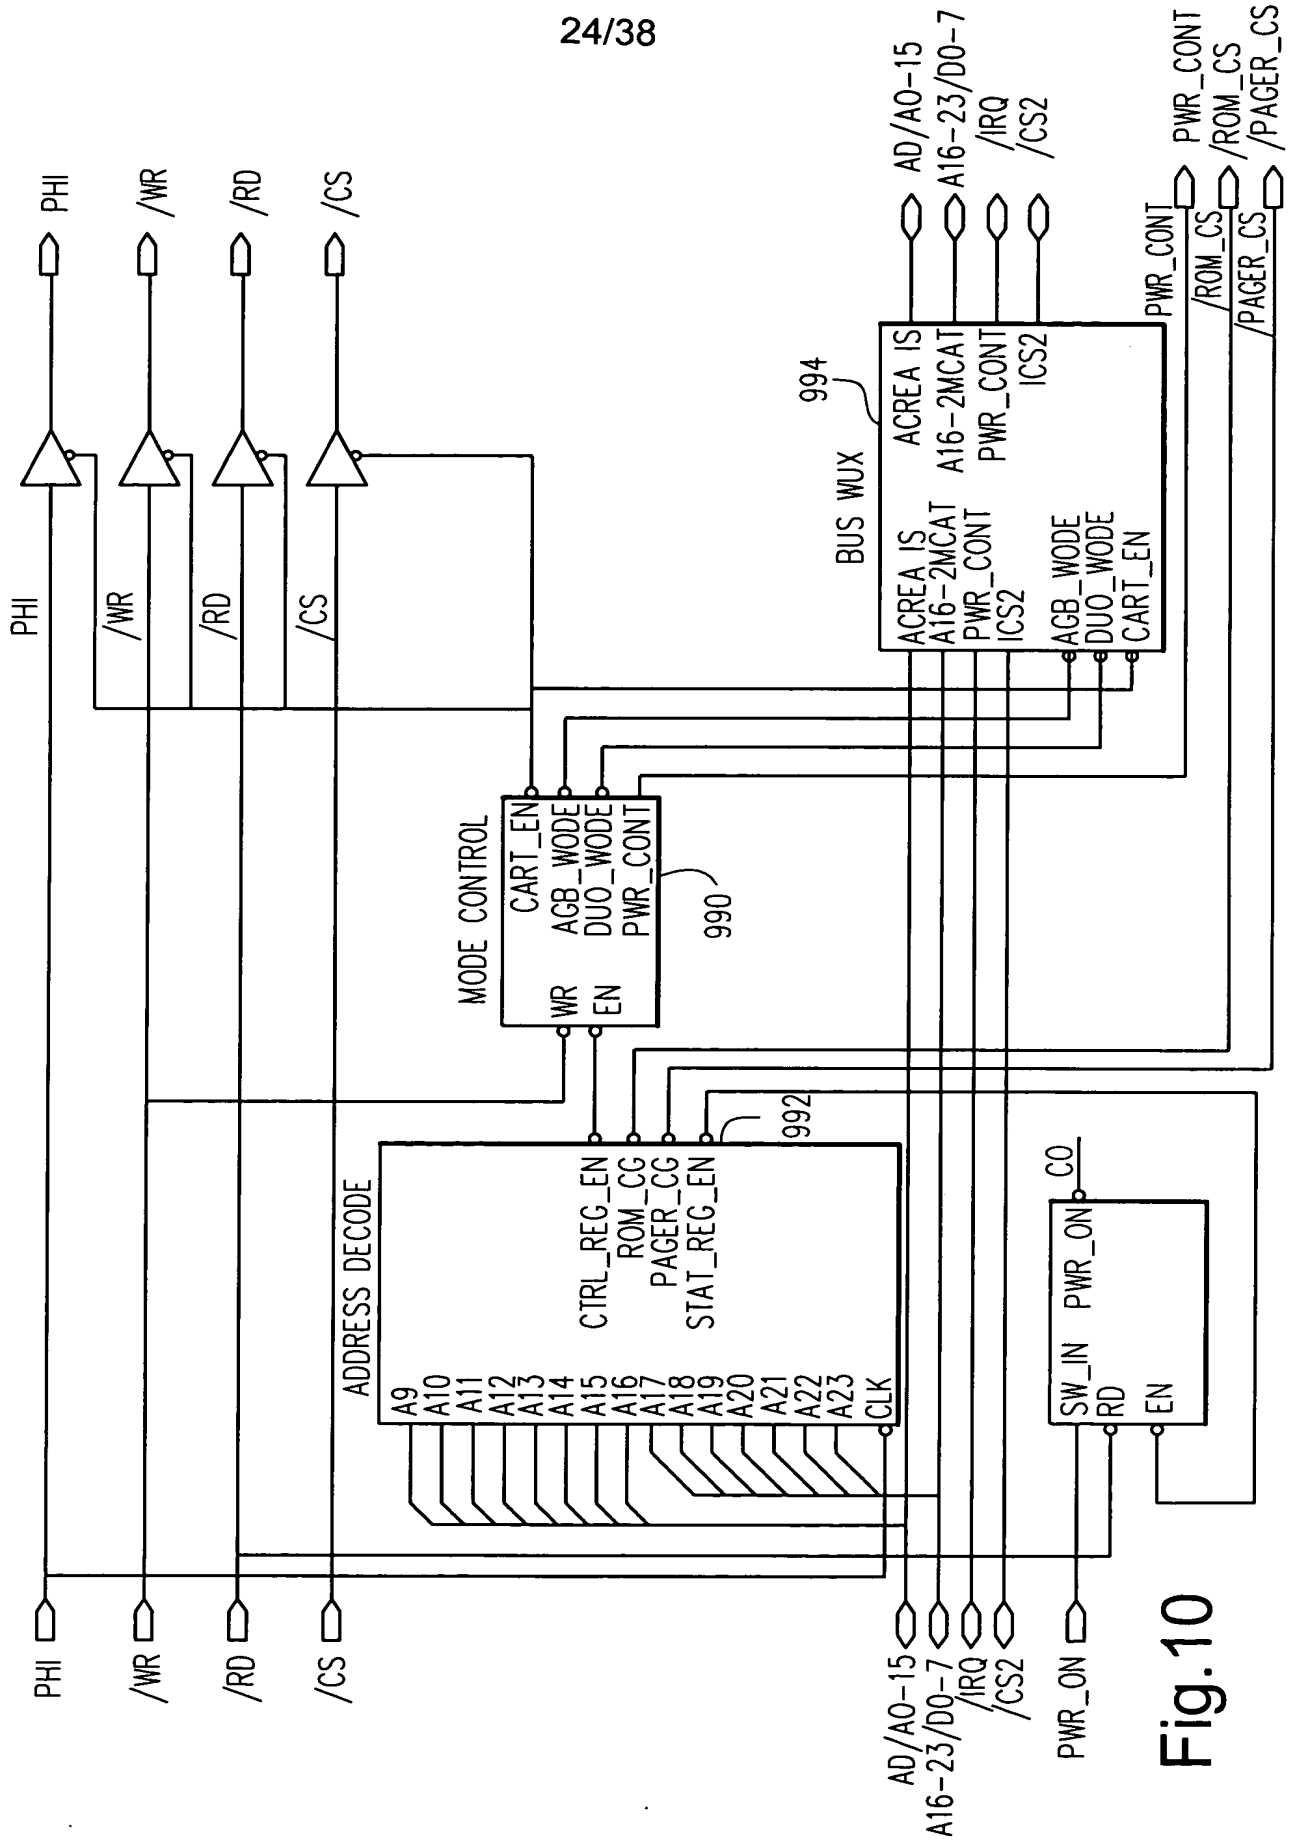 24/38
PHI
/WR
/RD
/CS
PHI
/WR
/RD
/CS
PHI
/WR
/RD
/CS
MODE CONTROL
WR
EN
CART_EN
AGB_WODE
DUO_WODE
PWR_CONT
990
ADDRESS DECODE
A9
A10
A11
A12
A13
A14
A15
A16
A17
A18
A19
A20
A21
A22
A23
CLK
CTRL_REG_EN
ROM_CG
PAGER_CG
STAT_REG_EN
992
BUS WUX
994
ACREA IS
A16-2MCAT
PWR_CONT
ICS2
AGB_WODE
DUO_WODE
CART_EN
ACREA IS
A16-2MCAT
PWR_CONT
ICS2
AD/A0-15
A16-23/D0-7
/IRQ
/CS2
PWR_CONT
/ROM_CS
/PAGER_CS
PWR_CONT
/ROM_CS
/PAGER_CS
AD/A0-15
A16-23/D0-7
/IRQ
/CS2
PWR_ON
SW_IN
PWR_ON
RD
EN
CO
Fig.10